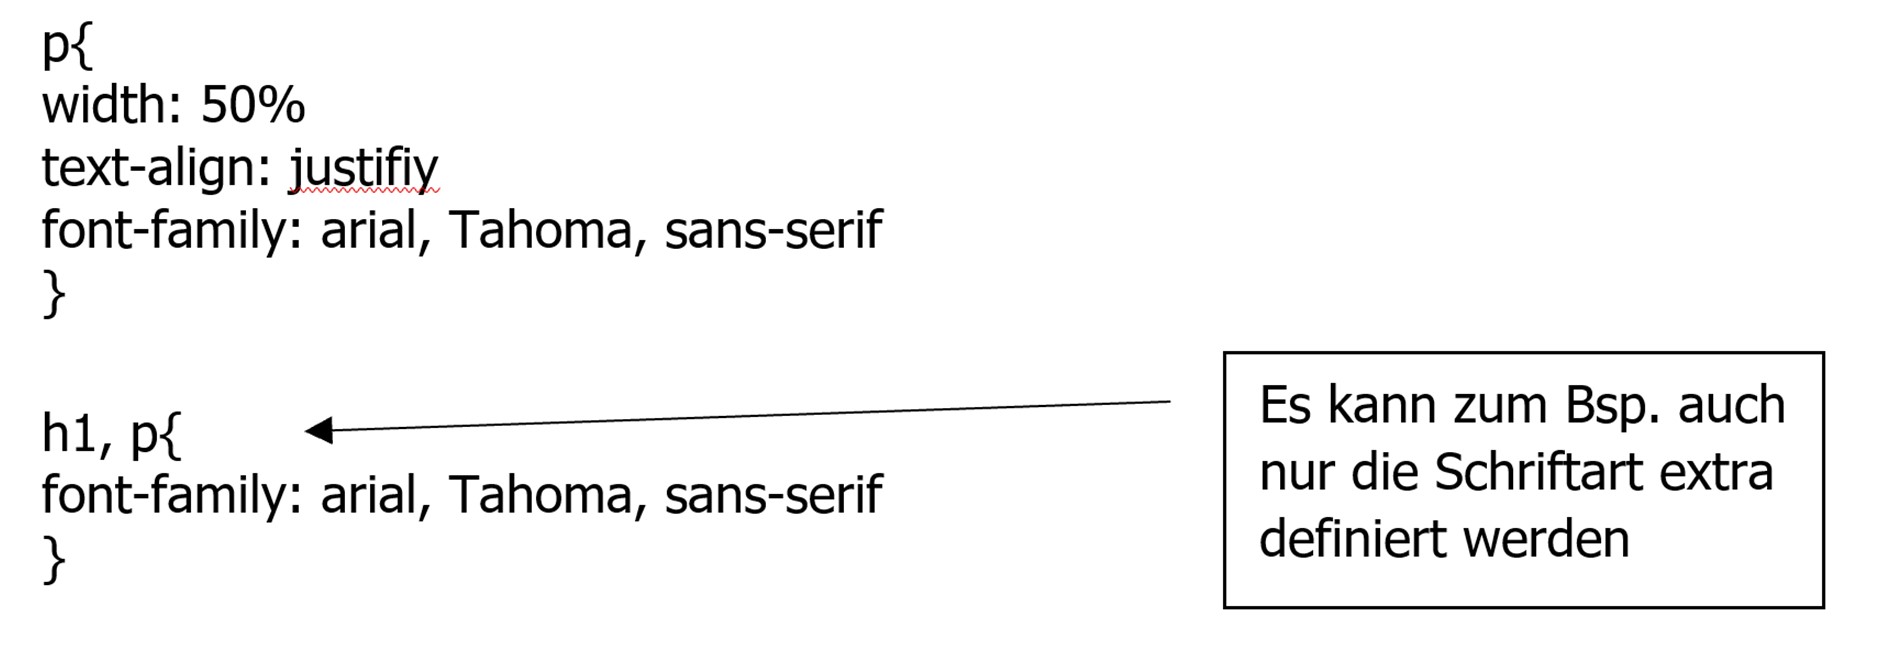 p{
width: 50%
text-align: justifiy
font-family: arial, Tahoma, sans-serif
}
h1, p{
font-family: arial, Tahoma, sans-serif
}
Es kann zum Bsp. auch
nur die Schriftart extra
definiert werden